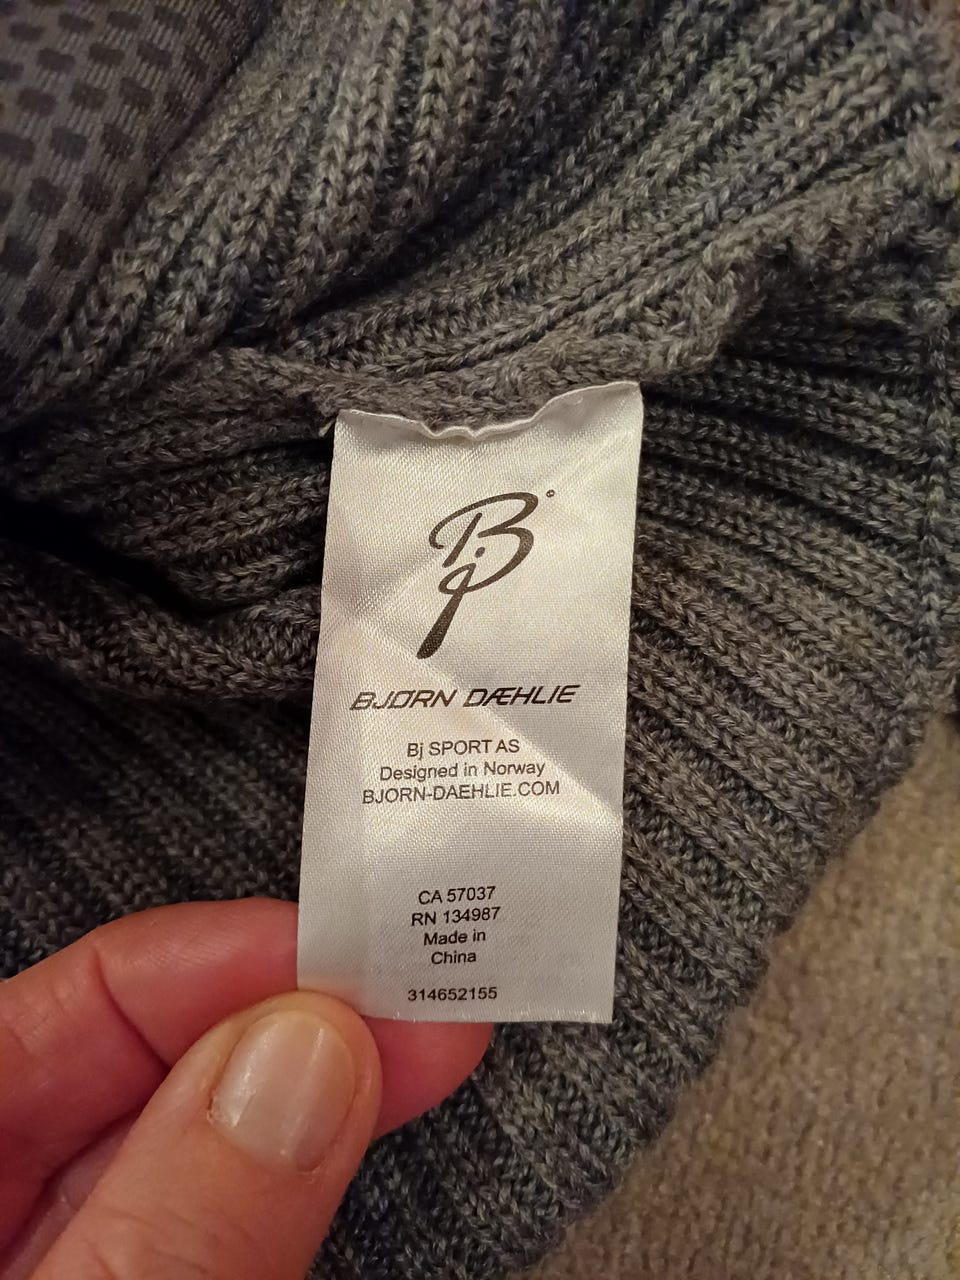 Bj
BJØRN DÆHLIE
Bj SPORT AS
Designed in Norway
BJORN-DAEHLIE.COM
CA 57037
RN 134987
Made in
China
314652155